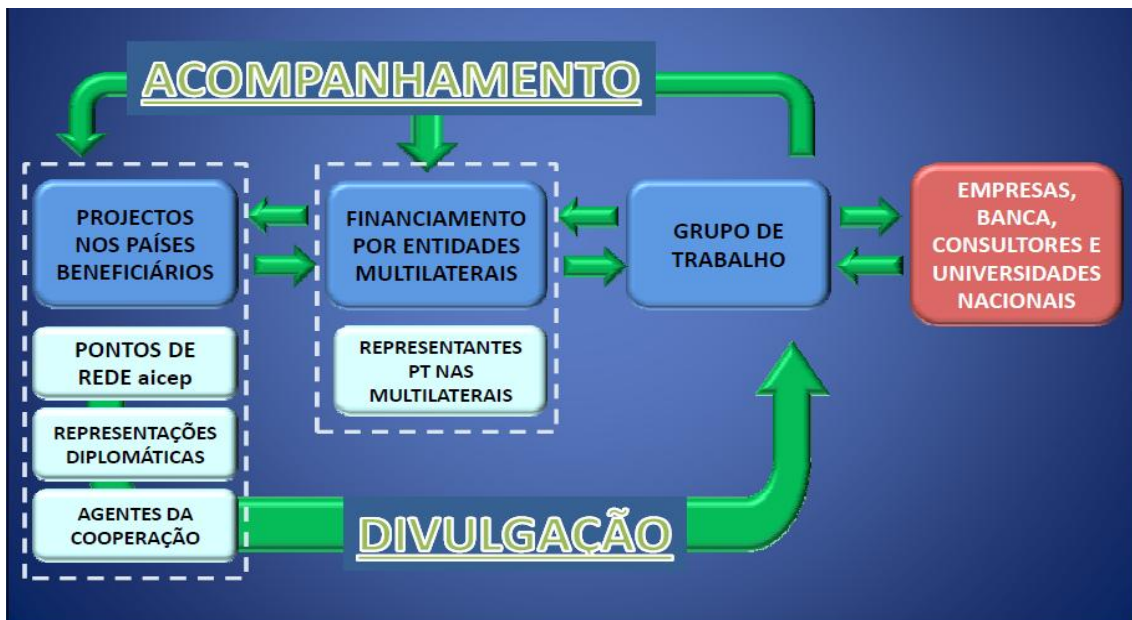 ACOMPANHAMENTO
PROJECTOS
NOS PAÍSES
BENEFICIÁRIOS
FINANCIAMENTO
POR ENTIDADES
MULTILATERAIS
GRUPO DE
TRABALHO
EMPRESAS,
BANCA,
CONSULTORES E
UNIVERSIDADES
NACIONAIS
PONTOS DE
REDE aicep
REPRESENTAÇÕES
DIPLOMÁTICAS
AGENTES DA
COOPERAÇÃO
REPRESENTANTES
PT NAS
MULTILATERAIS
DIVULGAÇÃO